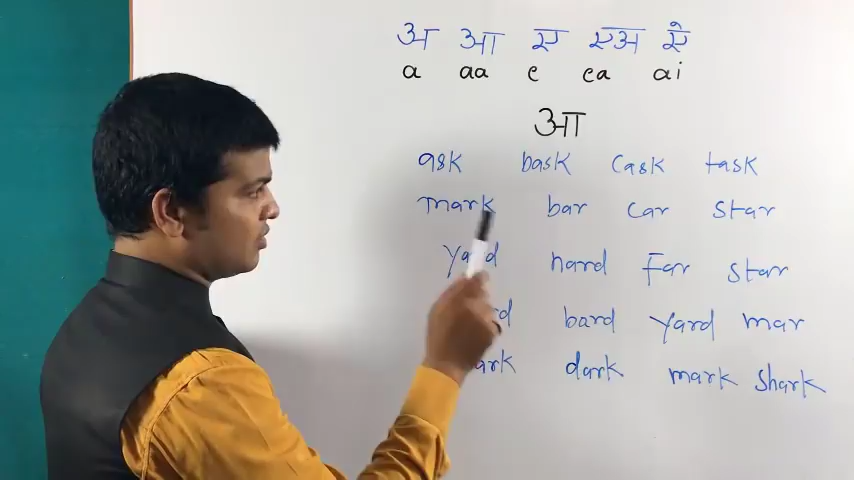 अ आ ए एअ ऐ
a aa e ea ai
आ
ask bask cask task
mark bar car star
hard far star
bard yard mar
dark mark shark